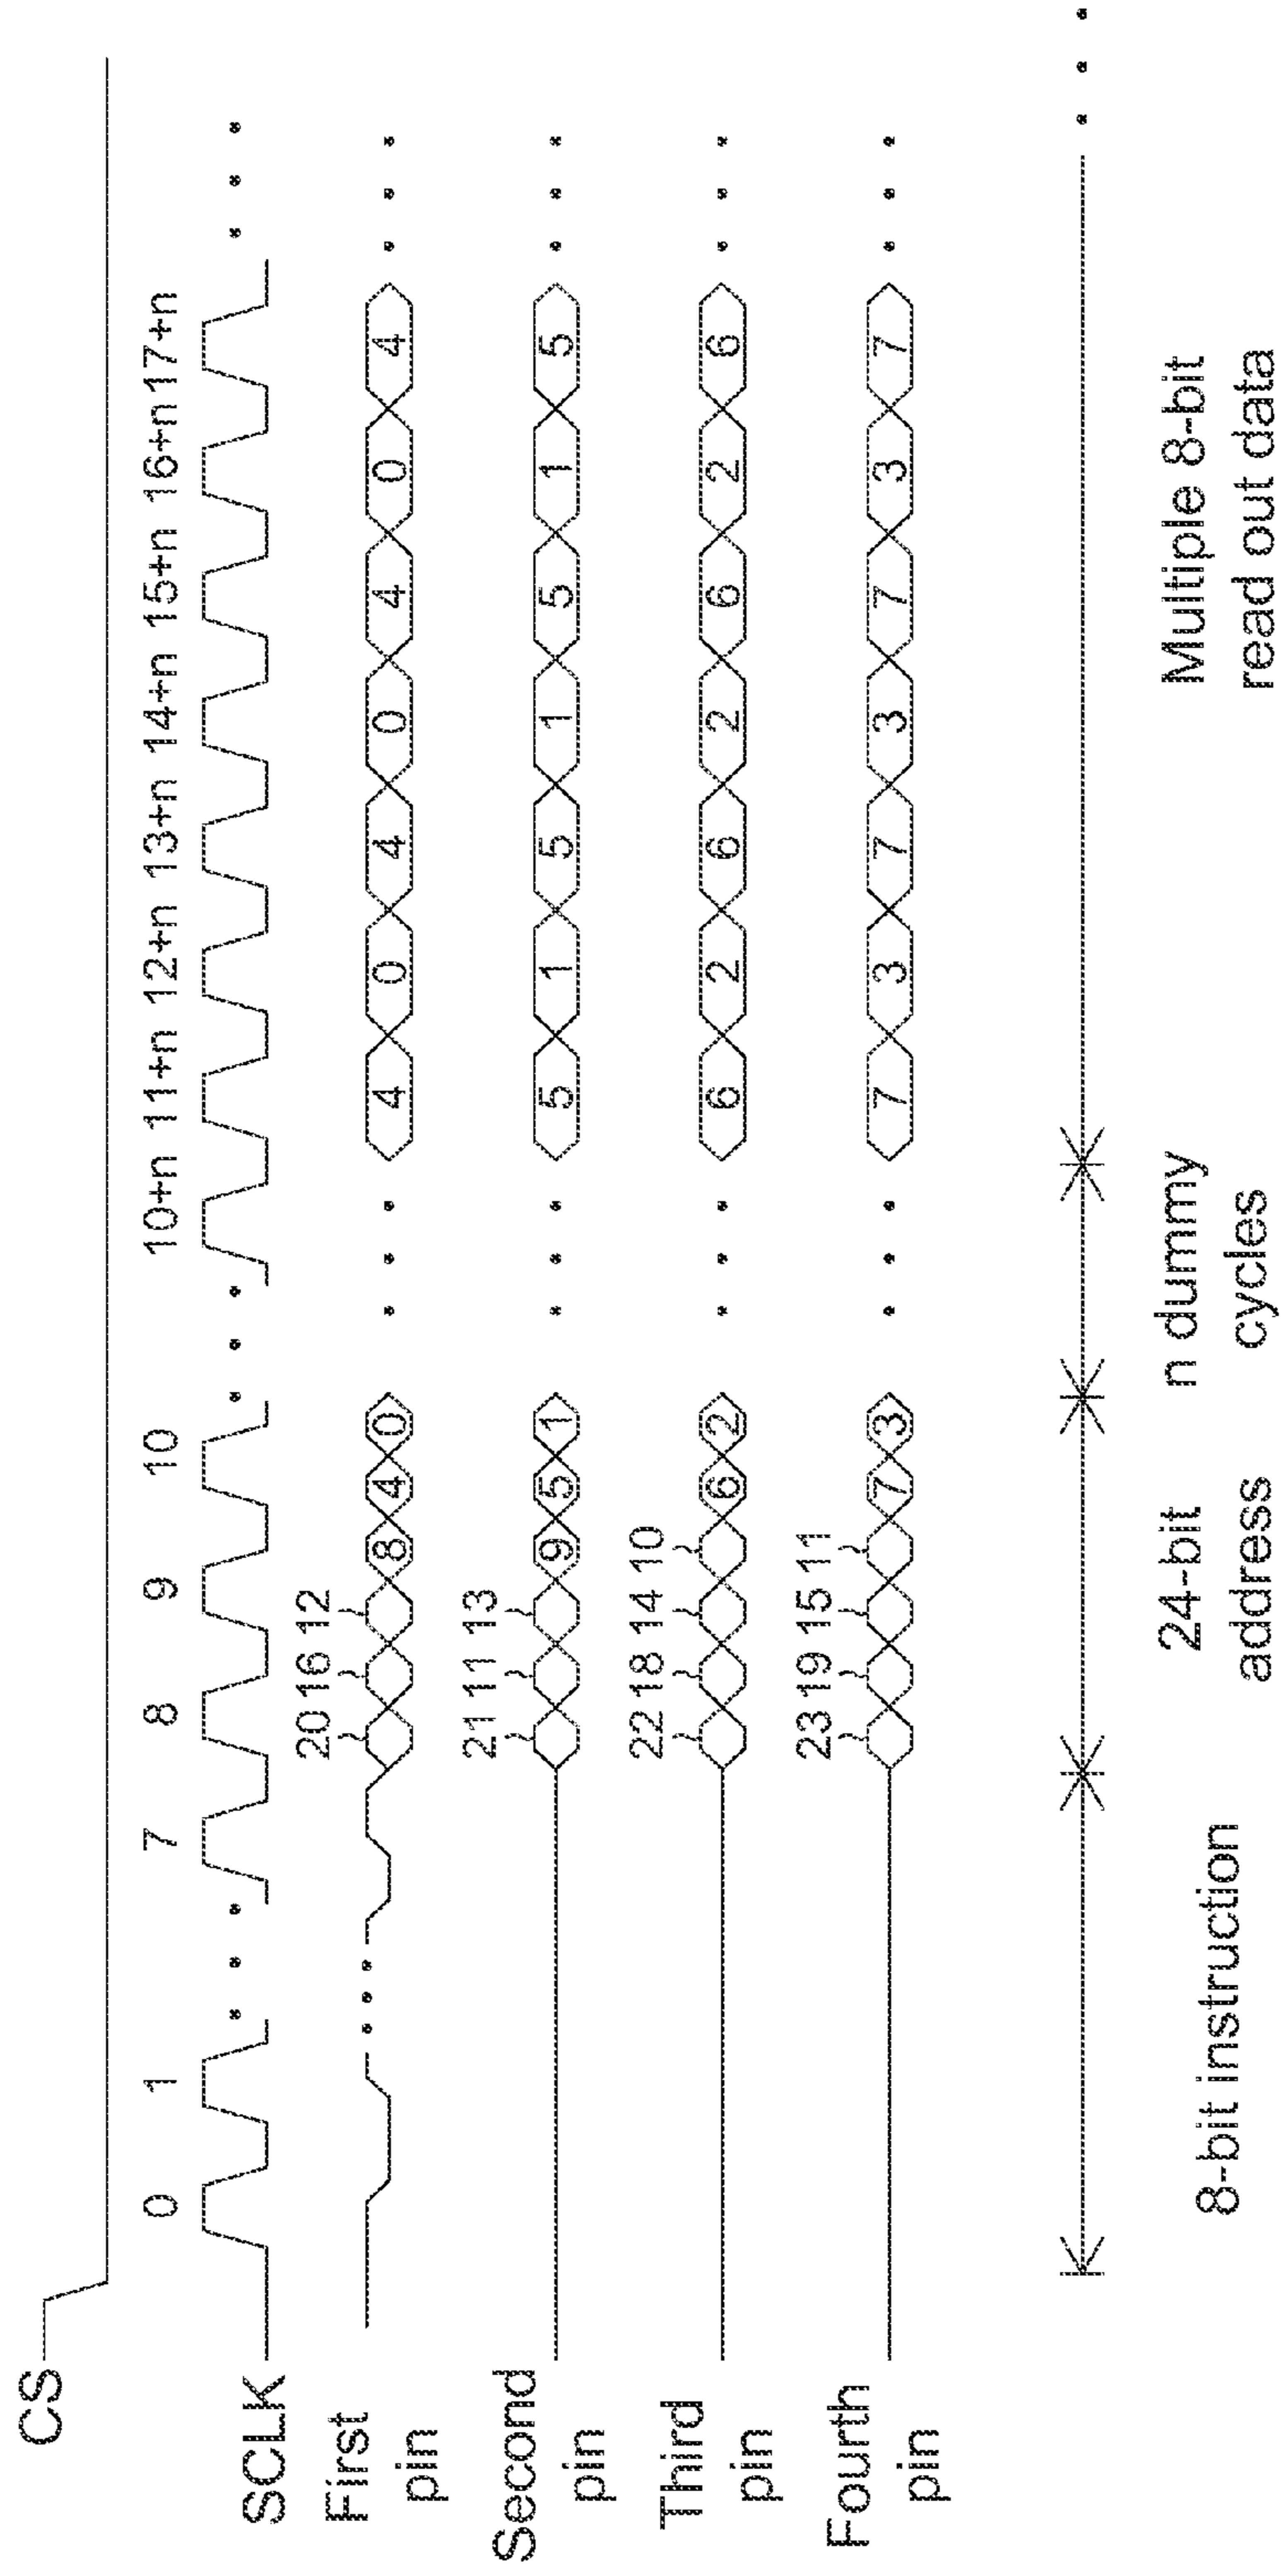 CS
0 1 7 8 9 10 10+n 11+n 12+n 13+n 14+n 15+n 16+n 17+n
SCLK
20 16 12
First
pin
8 4 0 4 0 4 0 4 0 4
21 11 13
Second
pin
9 5 1 5 1 5 1 5 1 5
22 18 14 10
Third
pin
6 2 6 2 6 2 6 2 6
23 19 15 11
Fourth
pin
7 3 7 3 7 3 7 3 7
8-bit instruction
24-bit
address
n dummy
cycles
Multiple 8-bit
read out data